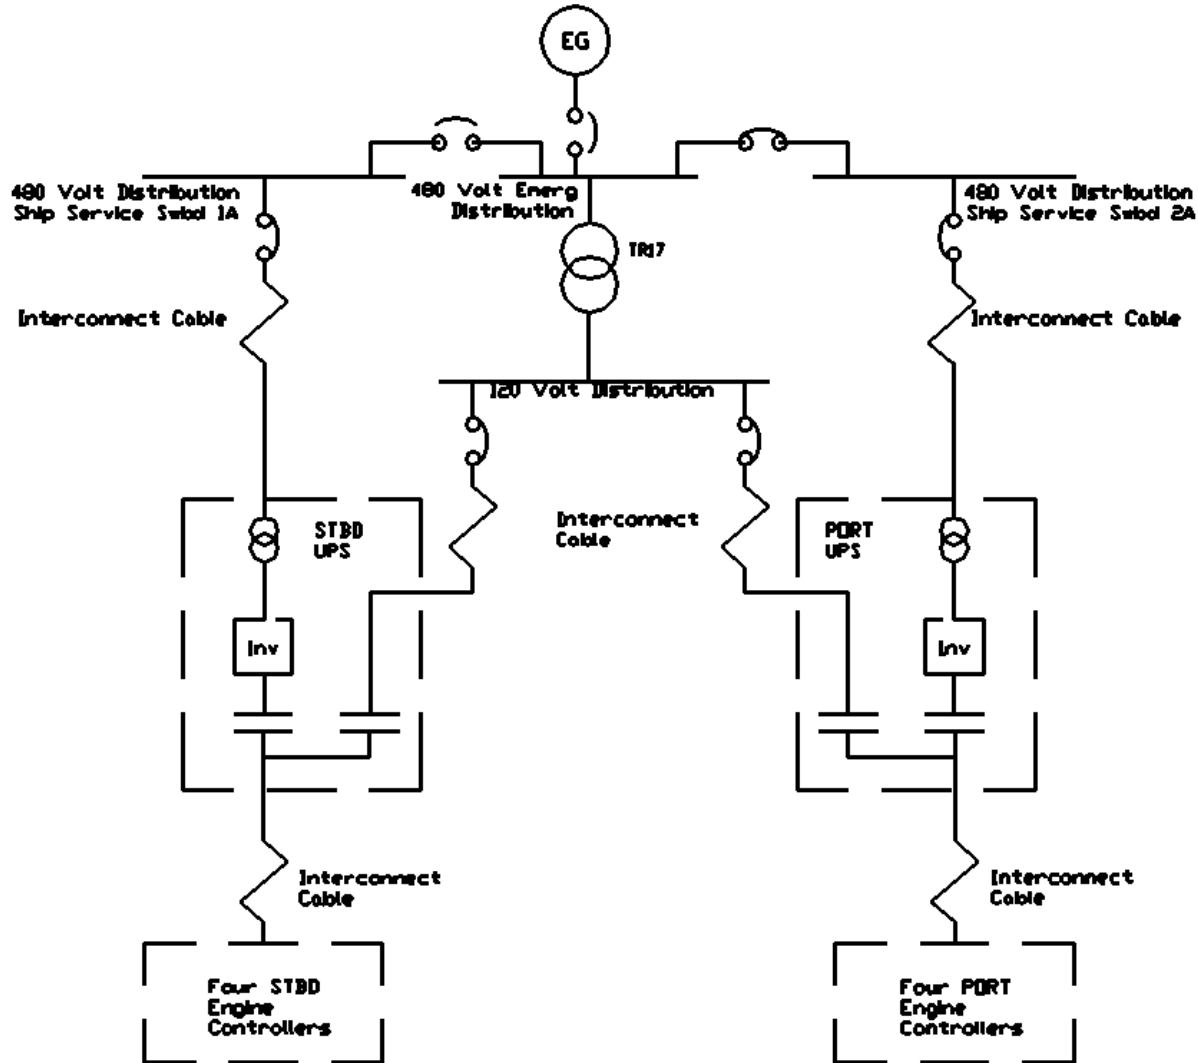 EG
480 Volt Distribution
Ship Service Swbd 1A
480 Volt Energ
Distribution
480 Volt Distribution
Ship Service Swbd 2A
TR17
Interconnect Cable
Interconnect Cable
120 Volt Distribution
STBD
UPS
Interconnect
Cable
PORT
UPS
Inv
Inv
Interconnect
Cable
Interconnect
Cable
Four STBD
Engine
Controllers
Four PORT
Engine
Controllers